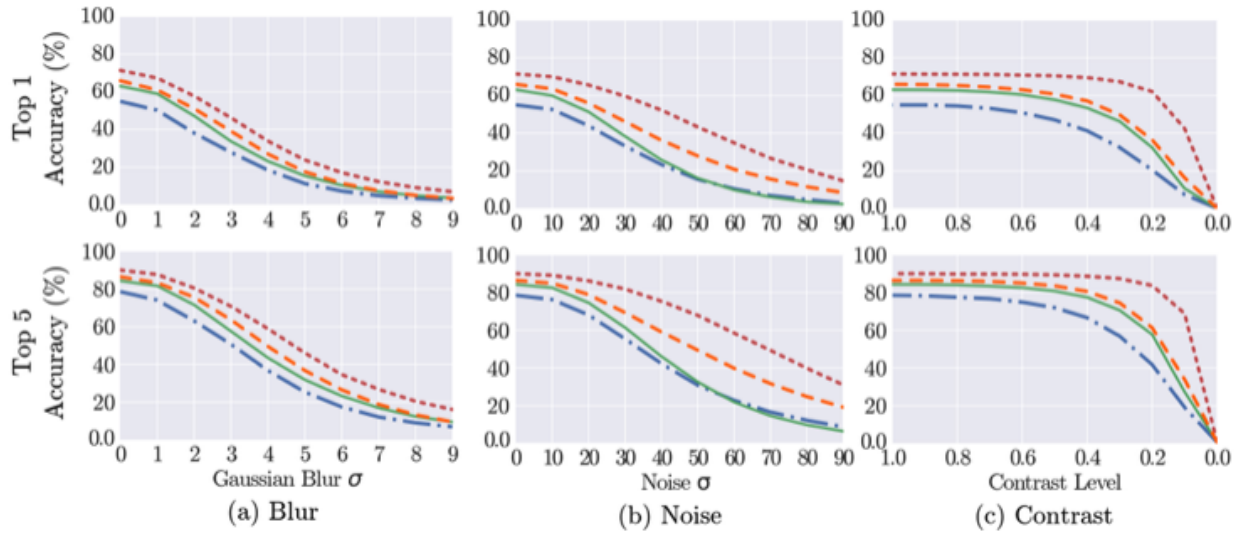 Top 1
Accuracy (%)
100
80
60
40
20
0.0
0 1 2 3 4 5 6 7 8 9
100
80
60
40
20
0.0
0 10 20 30 40 50 60 70 80 90
100
80
60
40
20
0.0
1.0 0.8 0.6 0.4 0.2 0.0
Top 5
Accuracy (%)
100
80
60
40
20
0.0
0 1 2 3 4 5 6 7 8 9
Gaussian Blur σ
(a) Blur
100
80
60
40
20
0.0
0 10 20 30 40 50 60 70 80 90
Noise σ
(b) Noise
100
80
60
40
20
0.0
1.0 0.8 0.6 0.4 0.2 0.0
Contrast Level
(c) Contrast